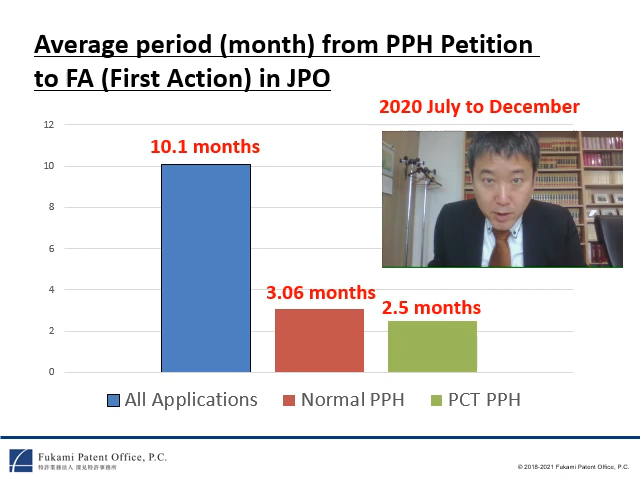 Average period (month) from PPH Petition
to FA (First Action) in JPO
2020 July to December
12
10
8
6
4
2
0
10.1 months
3.06 months
2.5 months
All Applications
Normal PPH
PCT PPH
Fukami Patent Office, P.C.
特許業務法人 深見特許事務所
© 2018-2021 Fukami Patent Office, P.C.